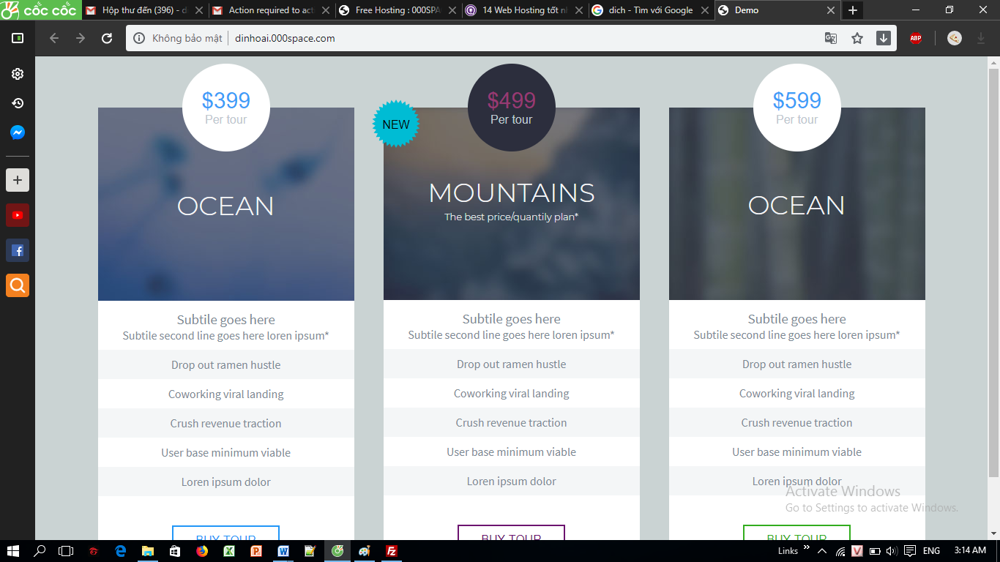 CỐC CỐC
Hộp thư đến (396) - di
Action required to acti
Free Hosting : 000SPA
14 Web Hosting tốt nh
dich - Tìm với Google
Demo
Không bảo mật
dinhoai.000space.com
ABP
$399
Per tour
OCEAN
Subtile goes here
Subtile second line goes here loren ipsum*
Drop out ramen hustle
Coworking viral landing
Crush revenue traction
User base minimum viable
Loren ipsum dolor
BUY TOUR
NEW
$499
Per tour
MOUNTAINS
The best price/quantily plan*
Subtile goes here
Subtile second line goes here loren ipsum*
Drop out ramen hustle
Coworking viral landing
Crush revenue traction
User base minimum viable
Loren ipsum dolor
BUY TOUR
$599
Per tour
OCEAN
Subtile goes here
Subtile second line goes here loren ipsum*
Drop out ramen hustle
Coworking viral landing
Crush revenue traction
User base minimum viable
Loren ipsum dolor
BUY TOUR
Activate Windows
Go to Settings to activate Windows.
Links
ENG
3:14 AM